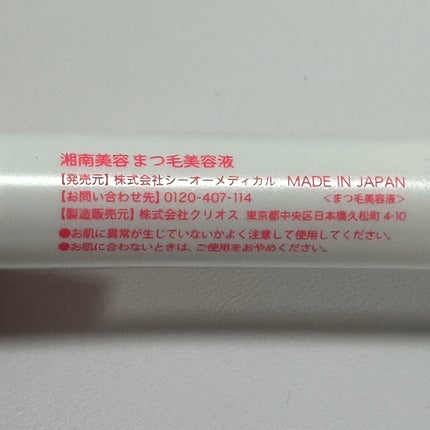 湘南美容 まつ毛美容液
【発売元】株式会社シーオーメディカル MADE IN JAPAN
【お問い合わせ先】0120-407-114 <まつ毛美容液>
【製造販売元】株式会社クリオス 東京都中央区日本橋久松町 4-10
●お肌に異常が生じていないかよく注意して使用してください。
●お肌に合わないときは、ご使用をおやめください。